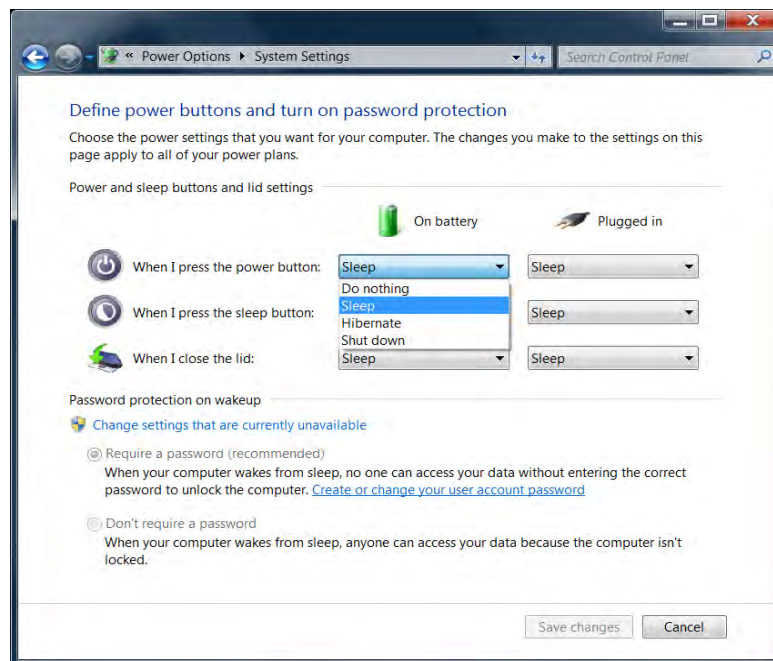 « Power Options ▸ System Settings
Search Control Panel
Define power buttons and turn on password protection
Choose the power settings that you want for your computer. The changes you make to the settings on this
page apply to all of your power plans.
Power and sleep buttons and lid settings
On battery Plugged in
When I press the power button: Sleep Sleep
Do nothing
Sleep
Hibernate
Shut down
When I press the sleep button: Sleep
When I close the lid: Sleep Sleep
Password protection on wakeup
Change settings that are currently unavailable
Require a password (recommended)
When your computer wakes from sleep, no one can access your data without entering the correct
password to unlock the computer. Create or change your user account password
Don't require a password
When your computer wakes from sleep, anyone can access your data because the computer isn't
locked.
Save changes Cancel